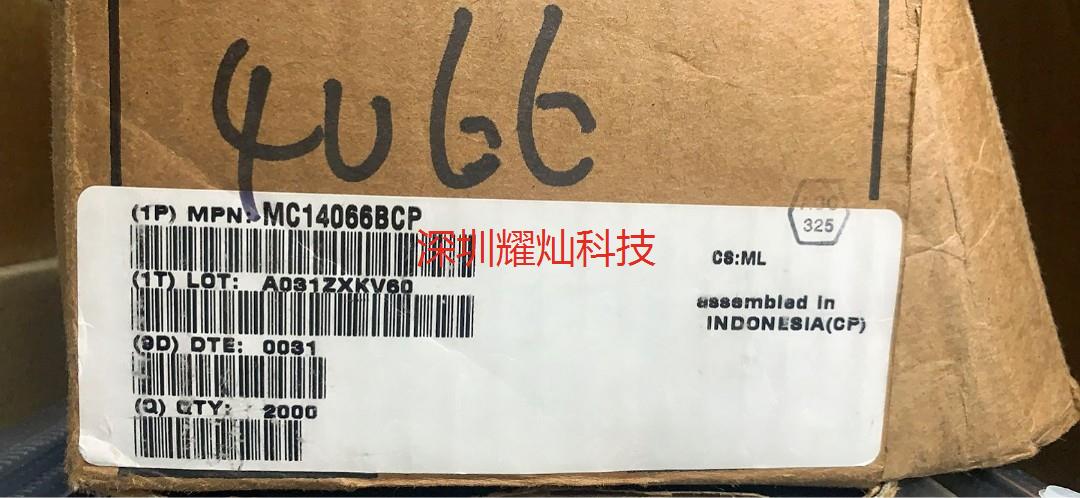 4066
(1P) MPN: MC14066BCP
深圳耀灿科技
325
CS:ML
(1T) LOT: A031ZXKV60
assembled in
INDONESIA(CP)
(9D) DTE: 0031
(Q) QTY: 2000